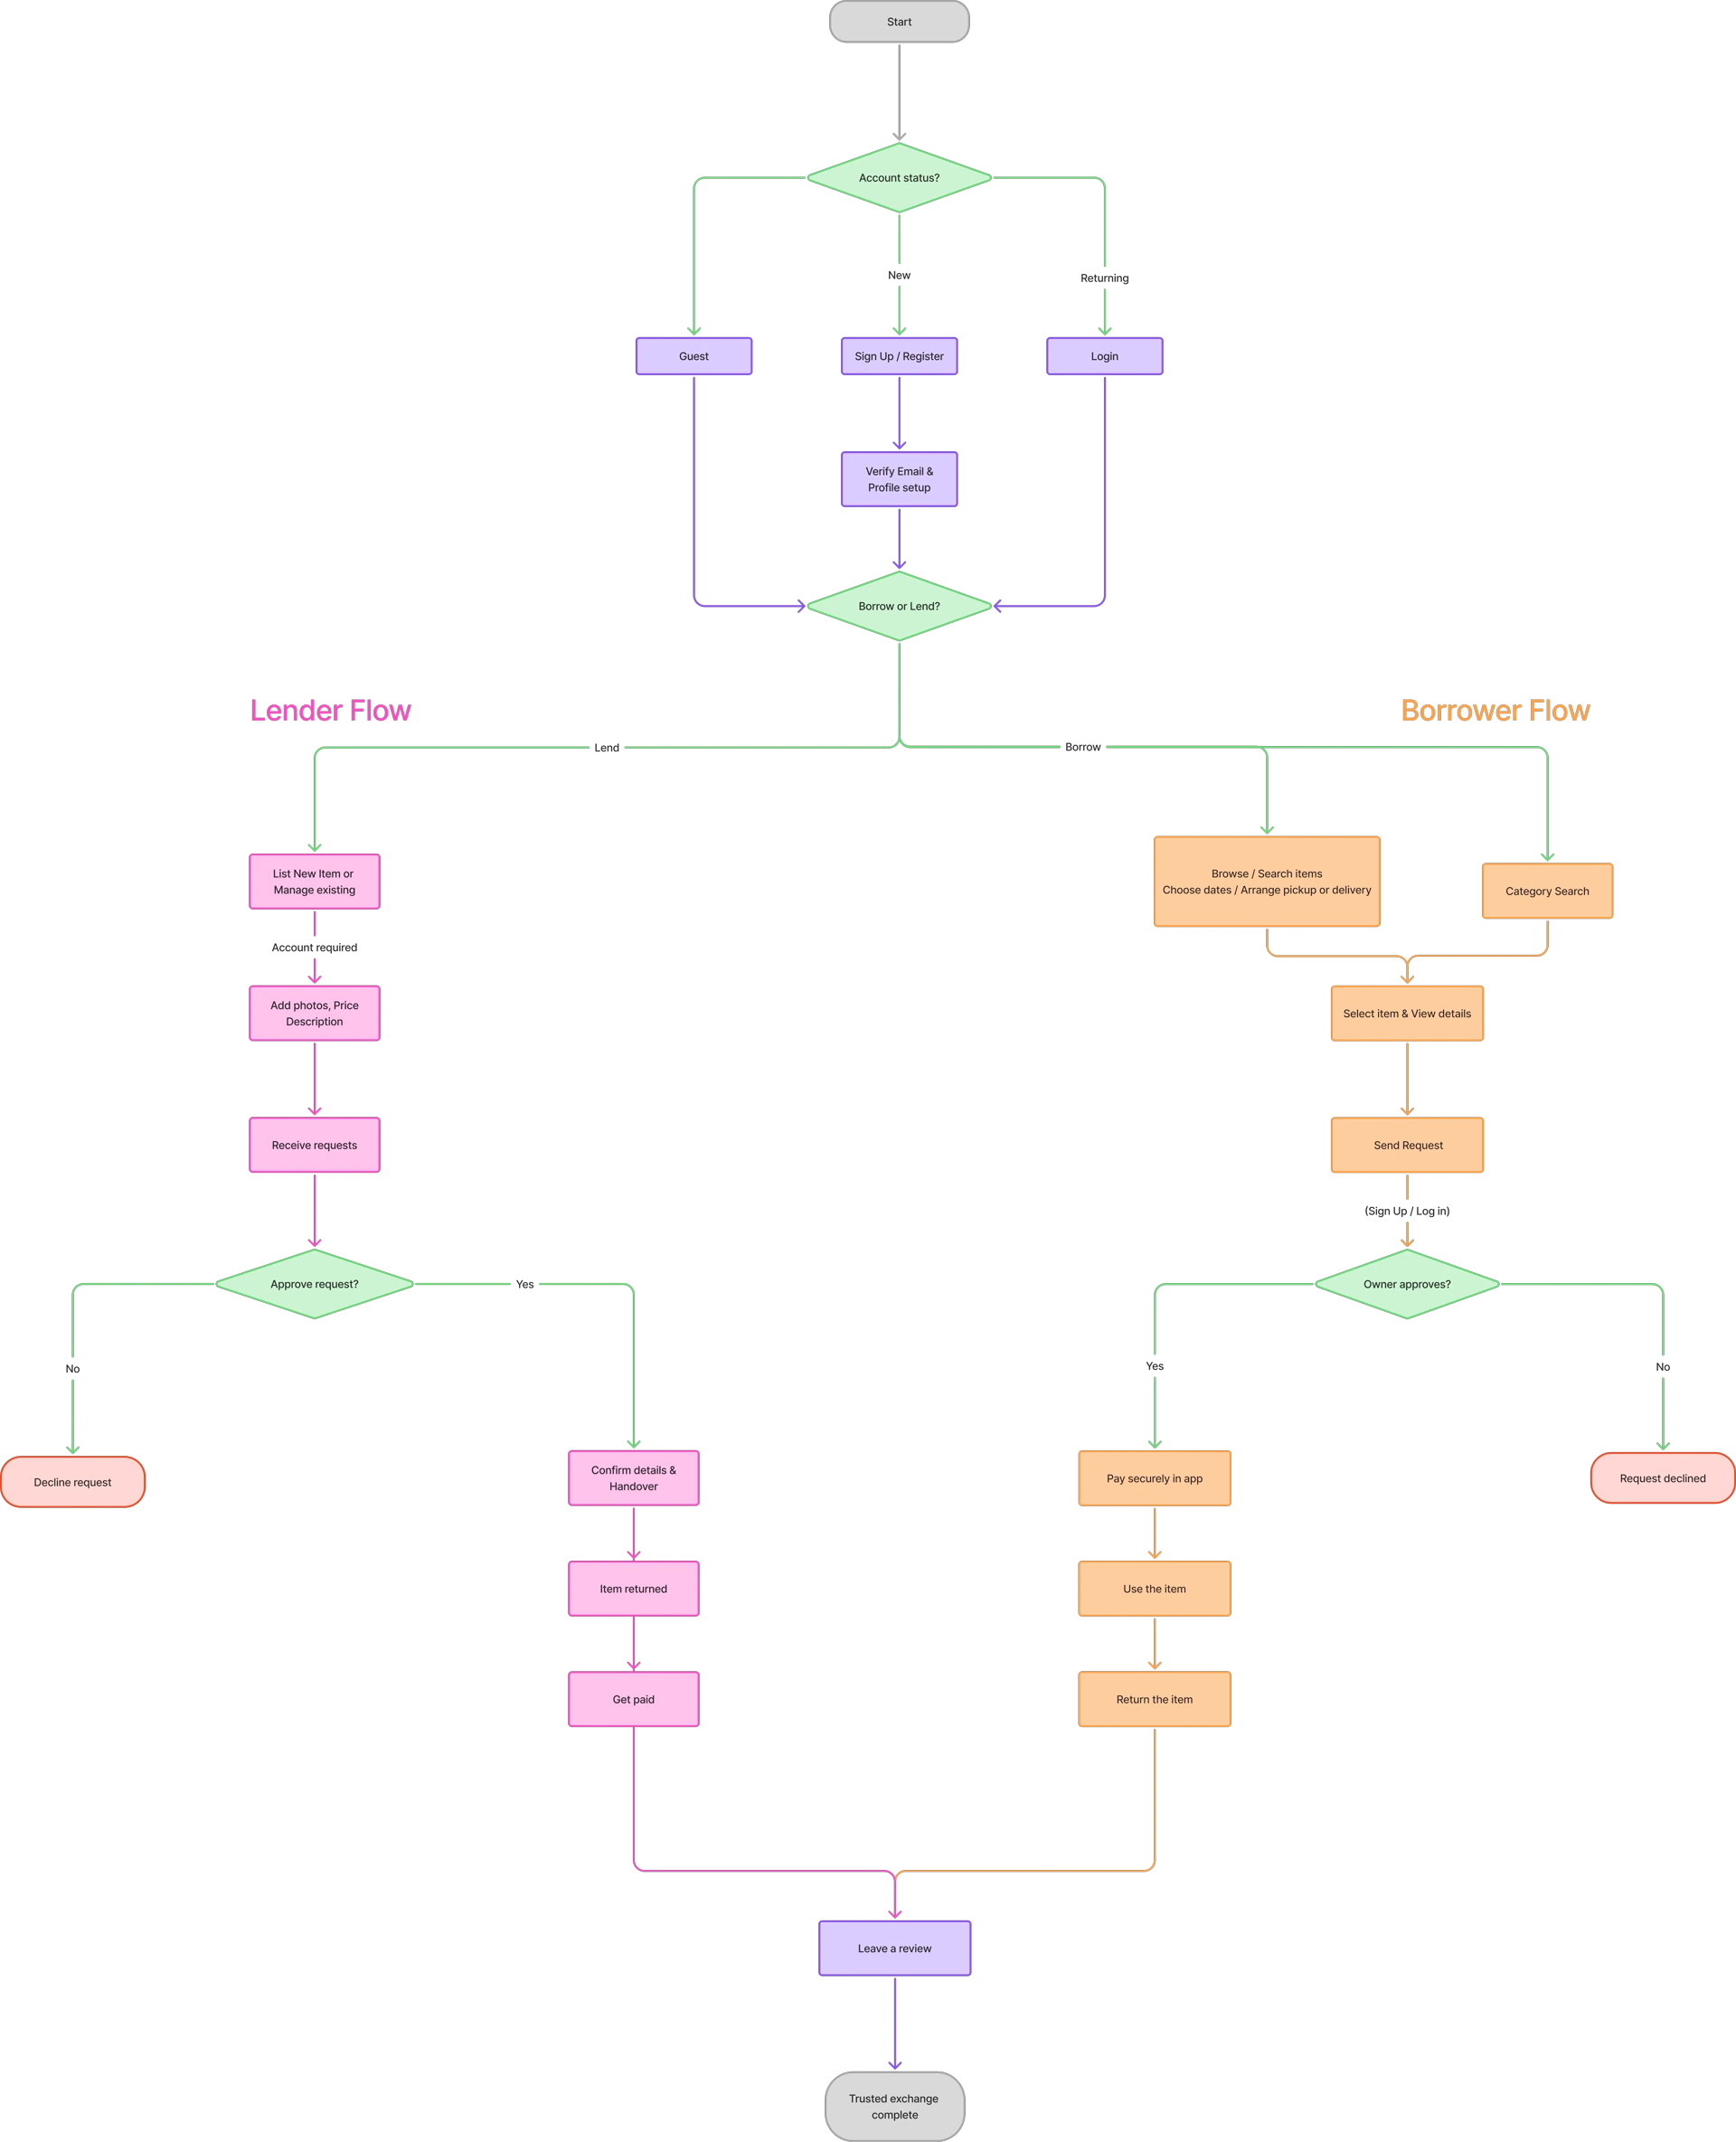 Start
Account status?
New
Returning
Guest
Sign Up / Register
Login
Verify Email &
Profile setup
Borrow or Lend?
Lender Flow
Borrower Flow
Lend
Borrow
List New Item or
Manage existing
Browse / Search items
Choose dates / Arrange pickup or delivery
Category Search
Account required
Add photos, Price
Description
Select item & View details
Receive requests
Send Request
(Sign Up / Log in)
Approve request?
Yes
Owner approves?
No
Yes
No
Decline request
Confirm details &
Handover
Pay securely in app
Request declined
Item returned
Use the item
Get paid
Return the item
Leave a review
Trusted exchange
complete